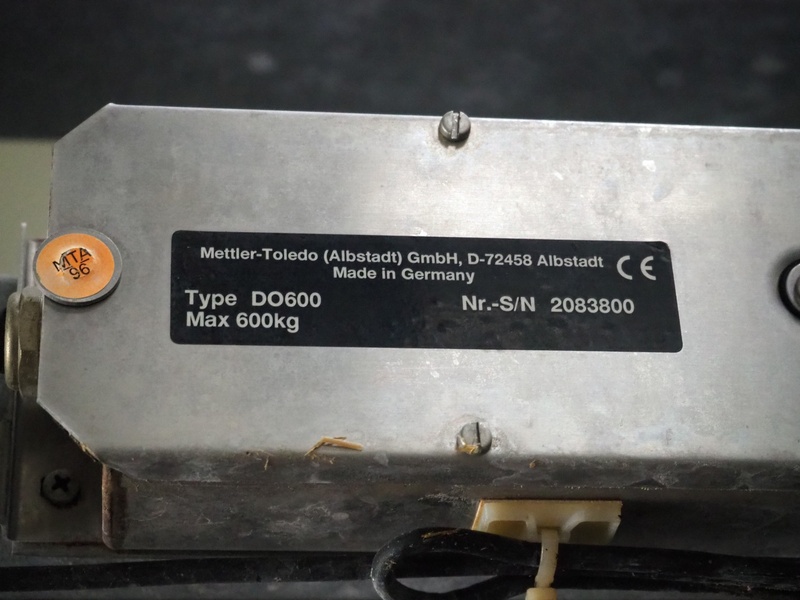 Mettler-Toledo (Albstadt) GmbH, D-72458 Albstadt CE
Made in Germany
Type DO600 Nr.-S/N 2083800
Max 600kg
MTA
96